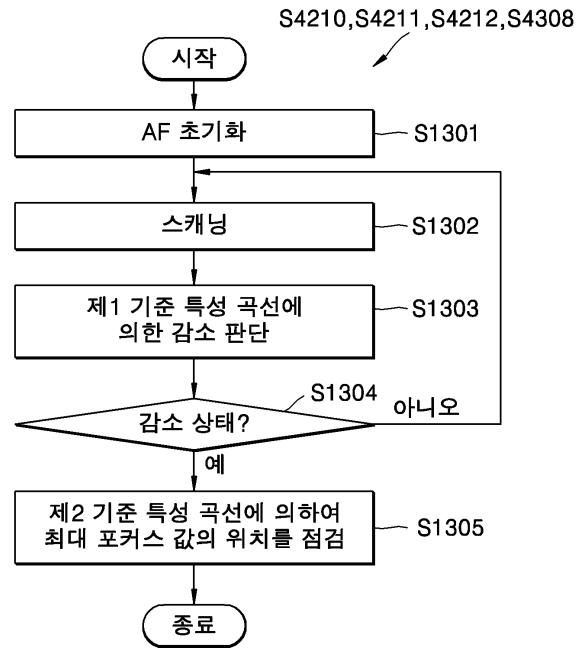 S4210,S4211,S4212,S4308
시작
AF 초기화
S1301
스캐닝
S1302
제1 기준 특성 곡선에
의한 감소 판단
S1303
S1304
감소 상태?
아니오
예
제2 기준 특성 곡선에 의하여
최대 포커스 값의 위치를 점검
S1305
종료